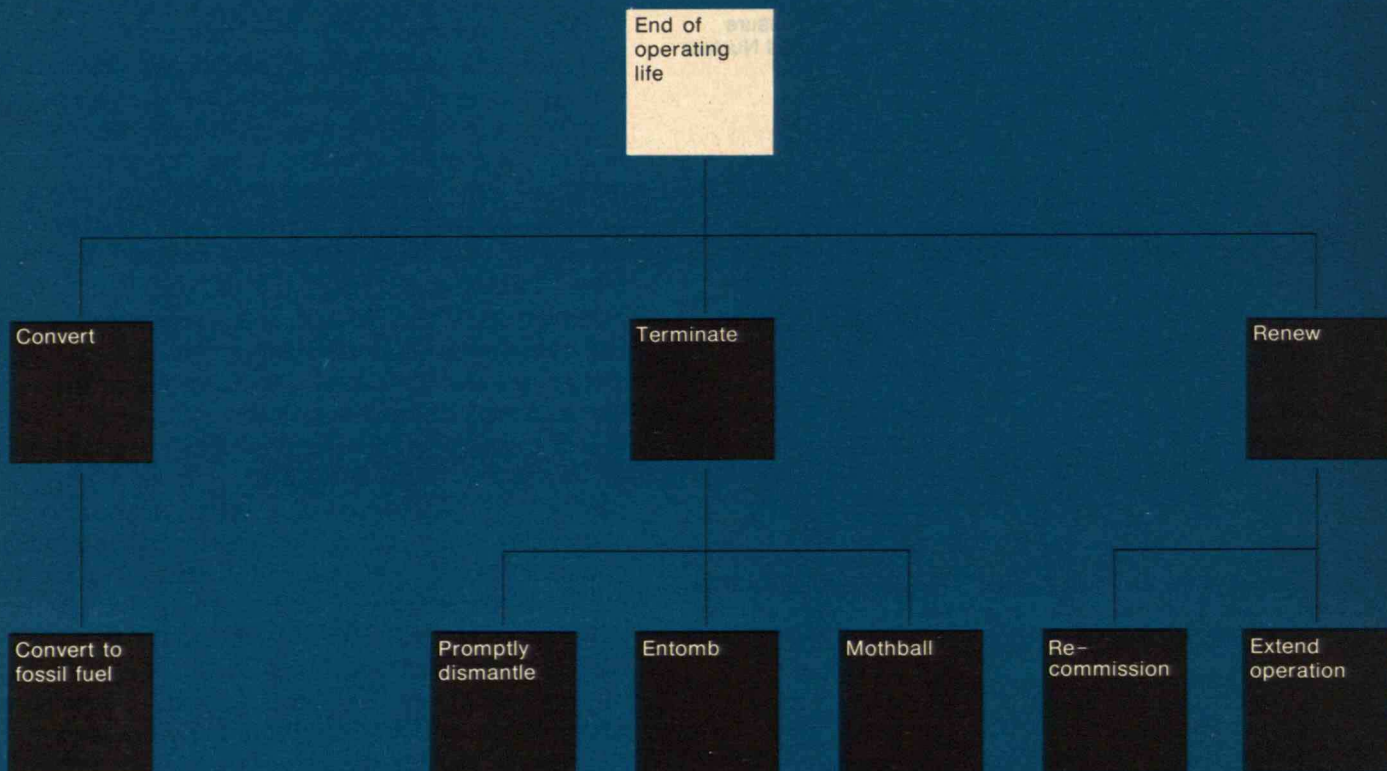 End of
operating
life
Convert
Terminate
Renew
Convert to
fossil fuel
Promptly
dismantle
Entomb
Mothball
Re-
commission
Extend
operation